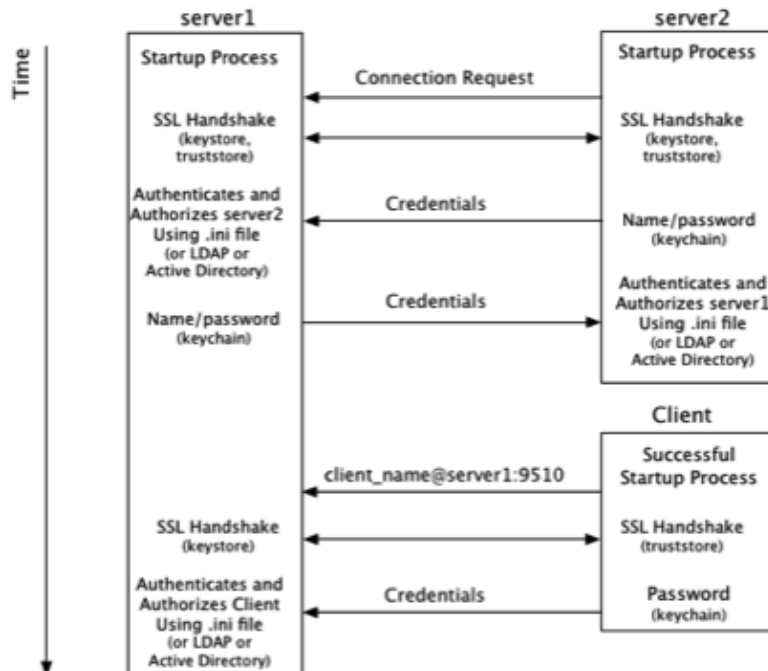 server1
server2
Time
Startup Process
Startup Process
Connection Request
SSL Handshake
(keystore,
truststore)
SSL Handshake
(keystore,
truststore)
Authenticates and
Authorizes server2
Using .ini file
(or LDAP or
Active Directory)
Credentials
Name/password
(keychain)
Name/password
(keychain)
Credentials
Authenticates and
Authorizes server1
Using .ini file
(or LDAP or
Active Directory)
Client
Successful
Startup Process
client_name@server1:9510
SSL Handshake
(keystore)
SSL Handshake
(truststore)
Authenticates and
Authorizes Client
Using .ini file
(or LDAP or
Active Directory)
Credentials
Password
(keychain)